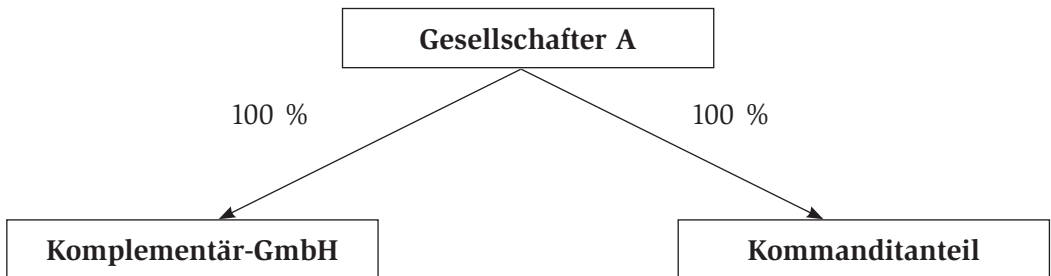 Gesellschafter A
100 % 100 %
Komplementär-GmbH Kommanditanteil